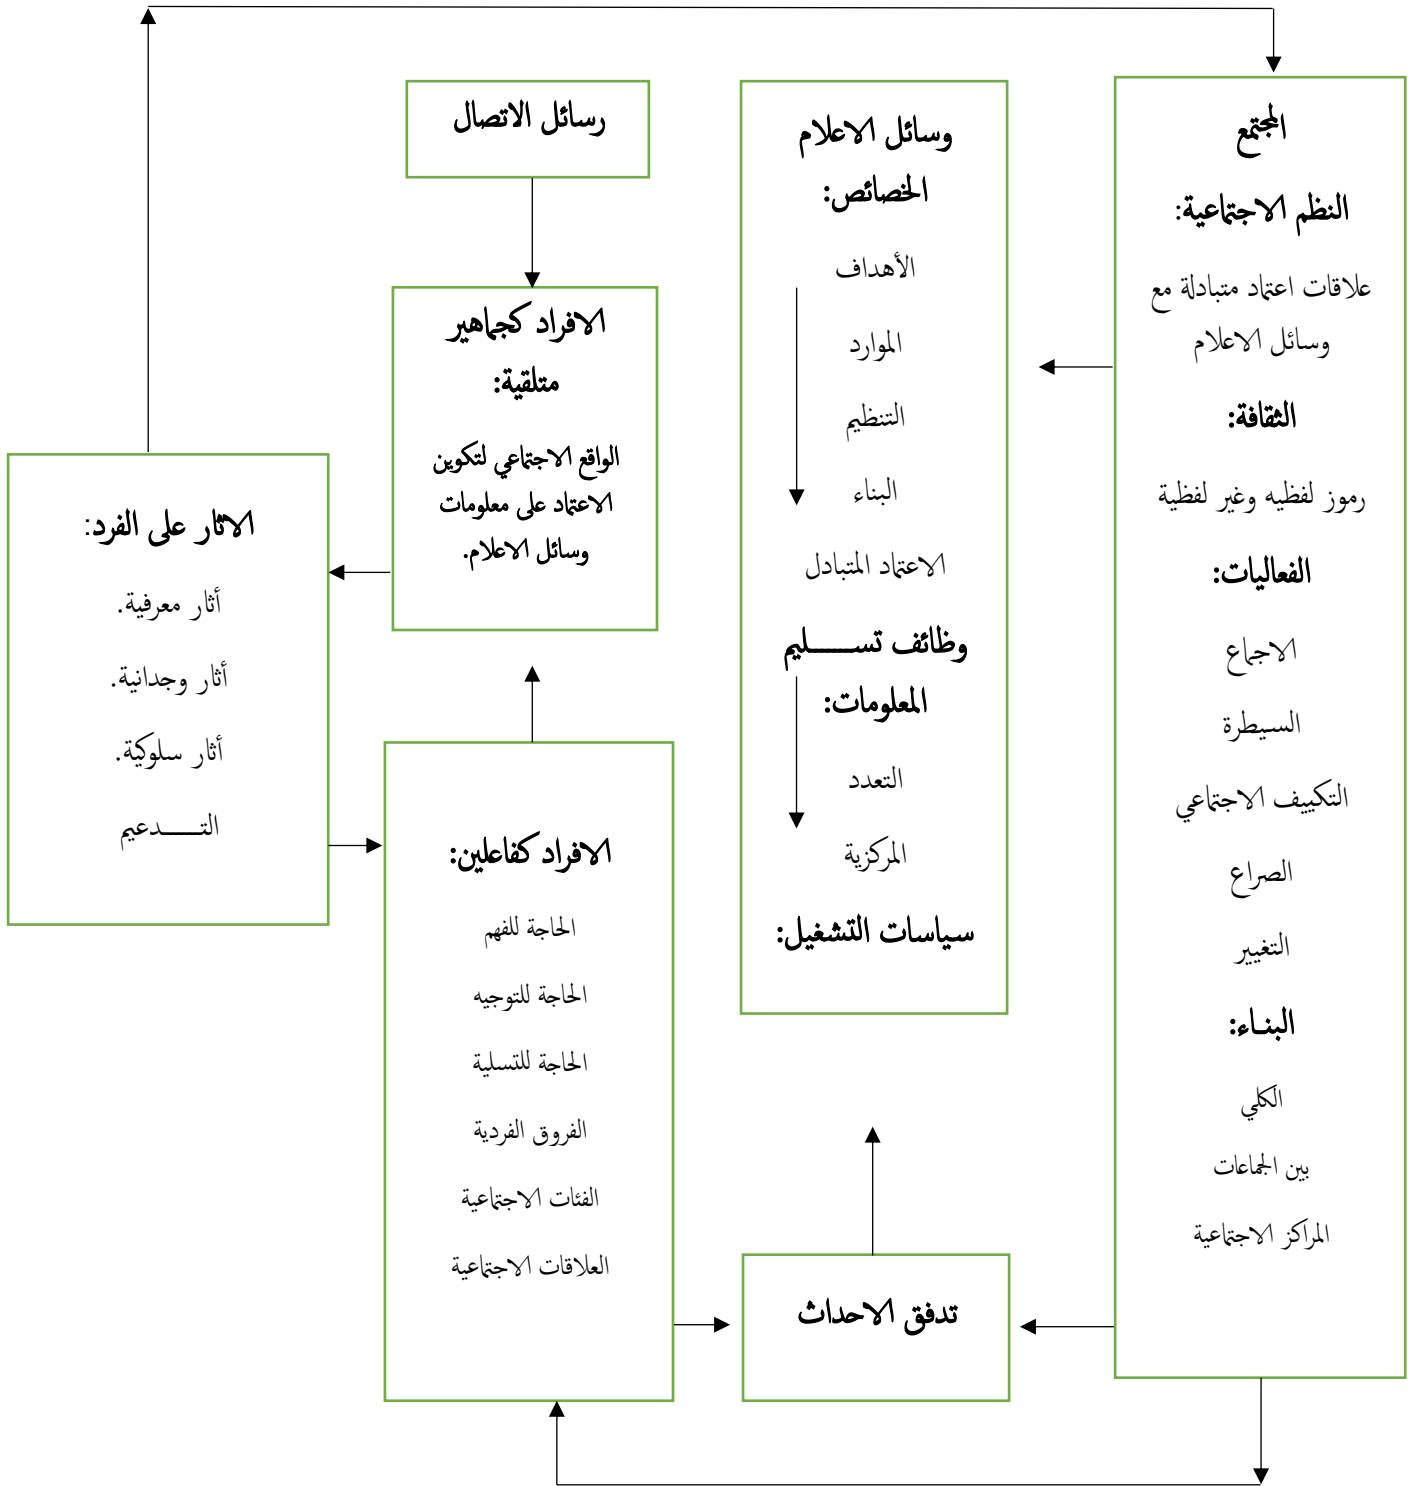 المجتمع
النظم الاجتماعية:
علاقات اعتماد متبادلة مع
وسائل الاعلام
الثقافة:
رموز لفظيه وغير لفظية
الفعاليات:
الاجماع
السيطرة
التكييف الاجتماعي
الصراع
التغيير
البناء:
الكلي
بين الجماعات
المراكز الاجتماعية
وسائل الاعلام
الخصائص:
الأهداف
الموارد
التنظيم
البناء
الاعتماد المتبادل
وظائف تســـــليم
المعلومات:
التعدد
المركزية
سياسات التشغيل:
تدفق الاحداث
رسائل الاتصال
الافراد كجماهير
متلقية:
الواقع الاجتماعي لتكوين
الاعتماد على معلومات
وسائل الاعلام.
الافراد كفاعلين:
الحاجة للفهم
الحاجة للتوجيه
الحاجة للتسلية
الفروق الفردية
الفئات الاجتماعية
العلاقات الاجتماعية
الاثار على الفرد:
أثار معرفية.
أثار وجدانية.
أثار سلوكية.
التـــــدعيم